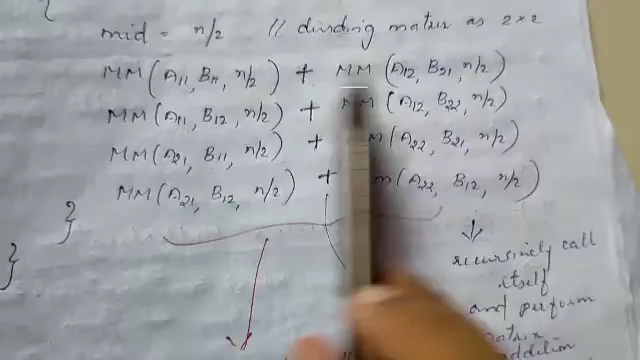 {
mid = n/2 // dividing matrix as 2×2
MM(A11, B11, n/2) + MM(A12, B21, n/2)
MM(A11, B12, n/2) + MM(A12, B22, n/2)
MM(A21, B11, n/2) + M(A22, B21, n/2)
MM(A21, B12, n/2) + m(A22, B12, n/2)
}
}
recursively call
itself
and perform
matrix
addition